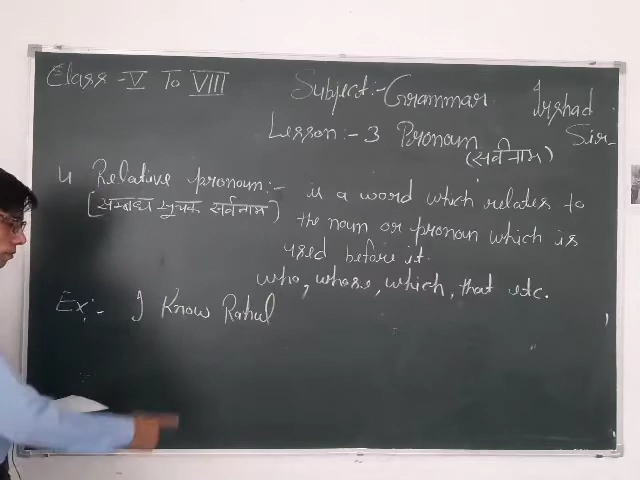 Class - V To VIII
Subject:- Grammar
Irshad Sir-
Lesson:- 3 Pronoun
(सर्वनाम)
4 Relative pronoun:- is a word which relates to
[सम्बन्ध सूचक सर्वनाम] the noun or pronoun which is
used before it.
who, whose, which, that etc.
Ex:- I Know Rahul